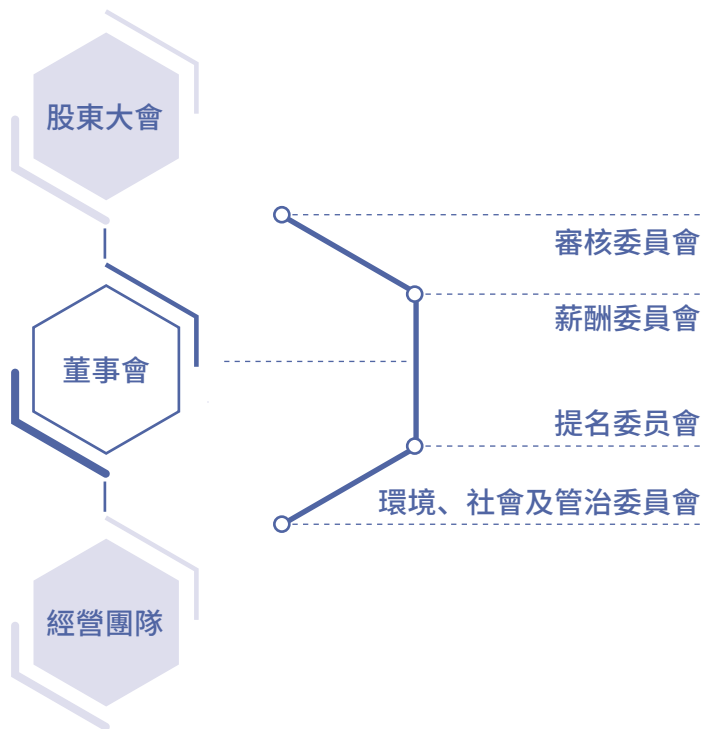 股東大會
審核委員會
薪酬委員會
董事會
提名委员會
環境、社會及管治委員會
經營團隊